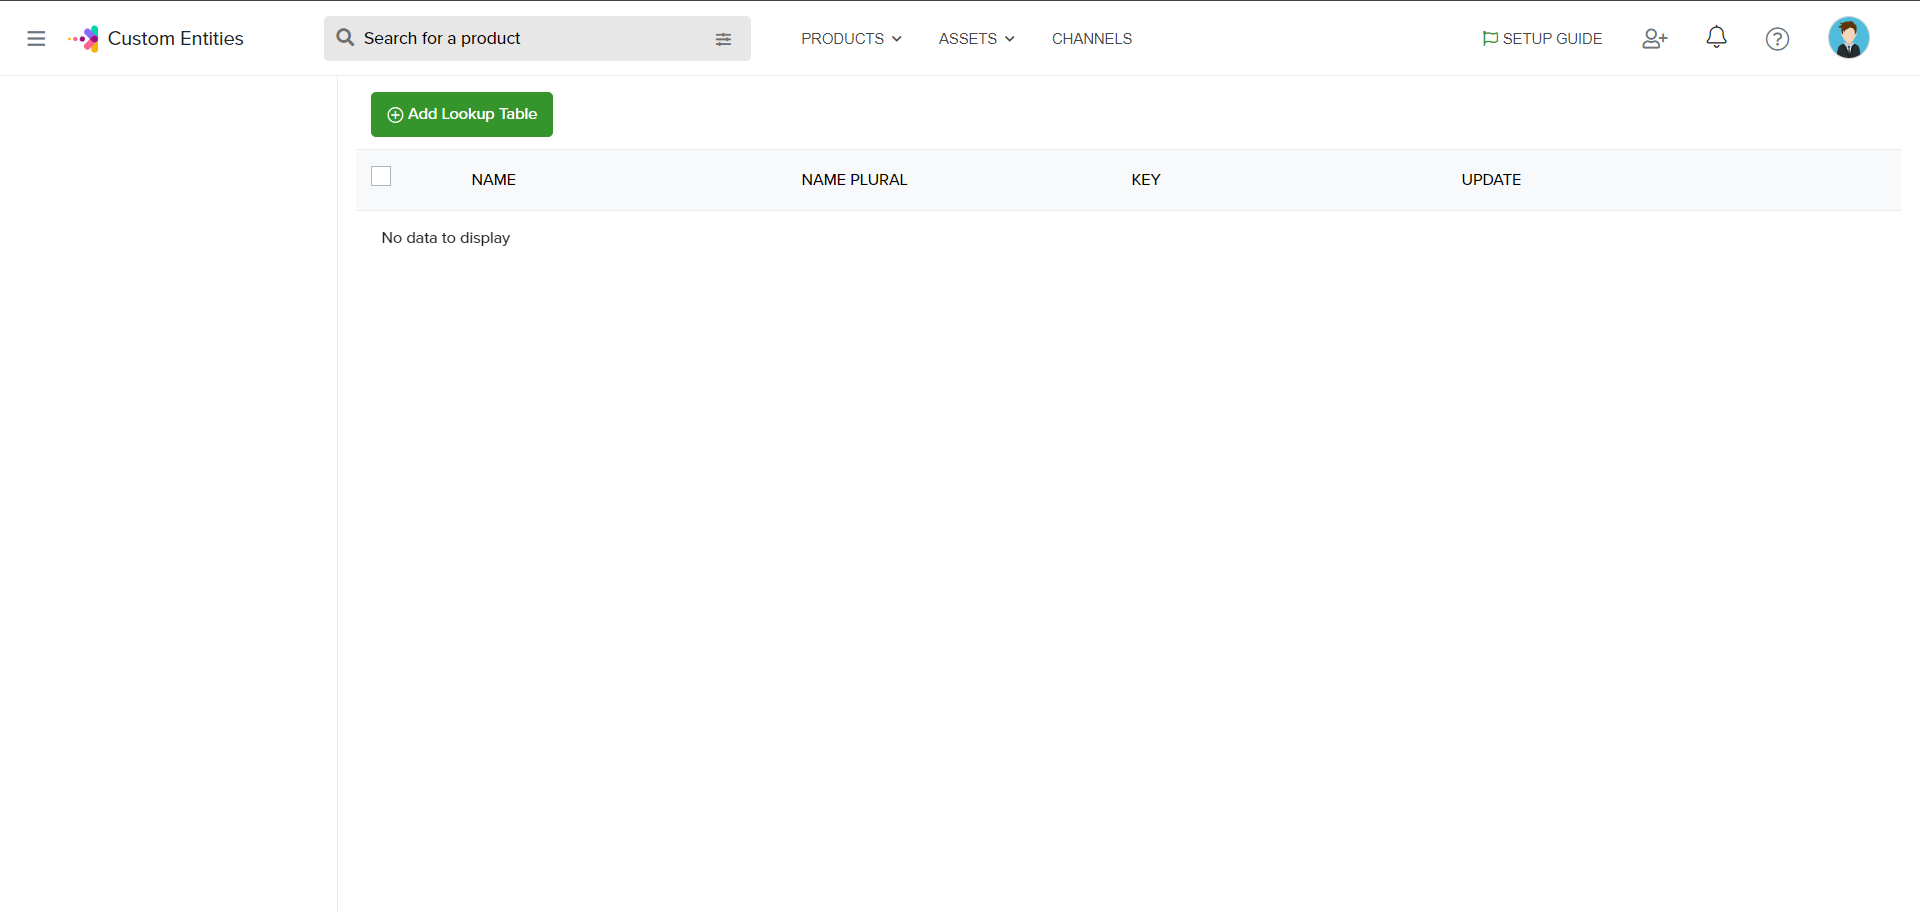 Custom Entities
Search for a product
PRODUCTS
ASSETS
CHANNELS
SETUP GUIDE
Add Lookup Table
NAME
NAME PLURAL
KEY
UPDATE
No data to display